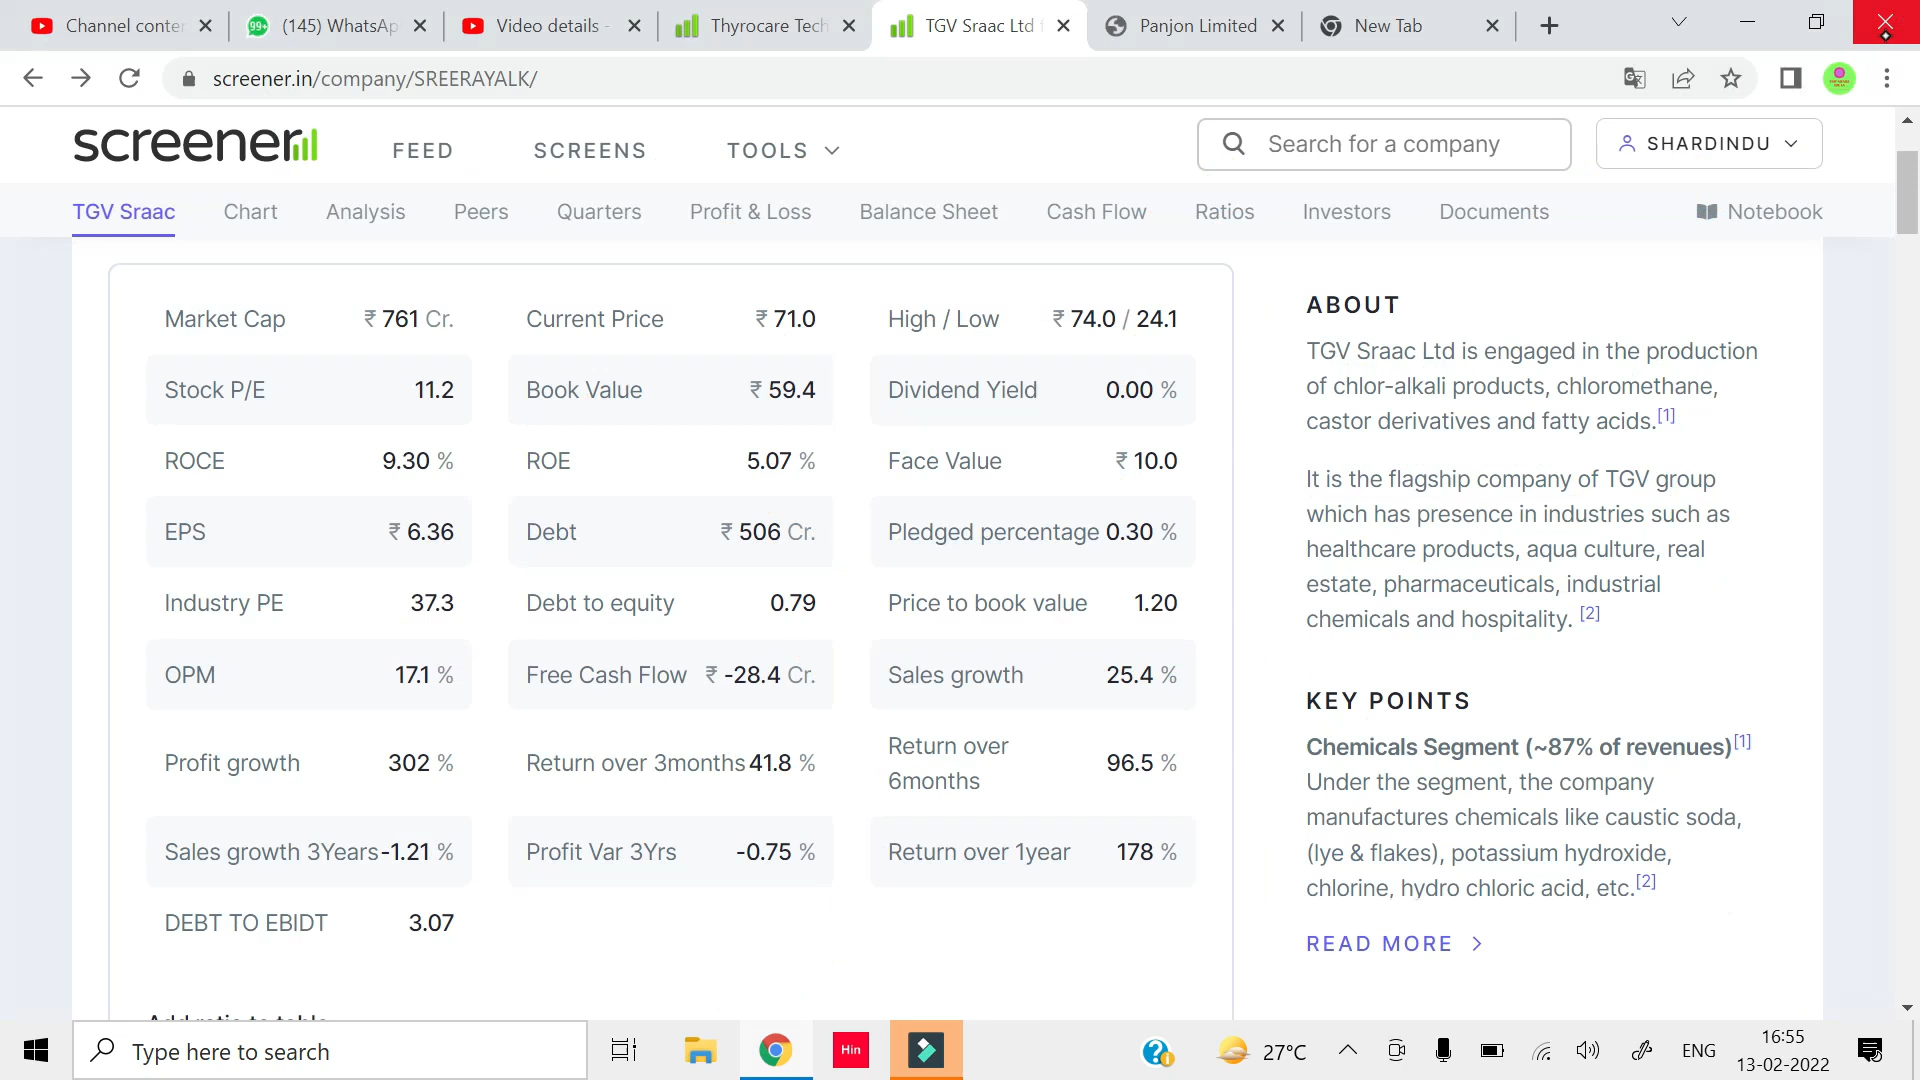 Channel conten
(145) WhatsAp
Video details -
Thyrocare Tech
TGV Sraac Ltd
Panjon Limited
New Tab
screener.in/company/SREERAYALK/
screener
FEED
SCREENS
TOOLS
Search for a company
SHARDINDU
TGV Sraac
Chart
Analysis
Peers
Quarters
Profit & Loss
Balance Sheet
Cash Flow
Ratios
Investors
Documents
Notebook
Market Cap ₹ 761 Cr.
Current Price ₹ 71.0
High / Low ₹ 74.0 / 24.1
Stock P/E 11.2
Book Value ₹ 59.4
Dividend Yield 0.00 %
ROCE 9.30 %
ROE 5.07 %
Face Value ₹ 10.0
EPS ₹ 6.36
Debt ₹ 506 Cr.
Pledged percentage 0.30 %
Industry PE 37.3
Debt to equity 0.79
Price to book value 1.20
OPM 17.1 %
Free Cash Flow ₹ -28.4 Cr.
Sales growth 25.4 %
Profit growth 302 %
Return over 3months 41.8 %
Return over
6months 96.5 %
Sales growth 3Years -1.21 %
Profit Var 3Yrs -0.75 %
Return over 1year 178 %
DEBT TO EBIDT 3.07
Add ratio to table
ABOUT
TGV Sraac Ltd is engaged in the production
of chlor-alkali products, chloromethane,
castor derivatives and fatty acids.[1]
It is the flagship company of TGV group
which has presence in industries such as
healthcare products, aqua culture, real
estate, pharmaceuticals, industrial
chemicals and hospitality. [2]
KEY POINTS
Chemicals Segment (~87% of revenues)[1]
Under the segment, the company
manufactures chemicals like caustic soda,
(lye & flakes), potassium hydroxide,
chlorine, hydro chloric acid, etc.[2]
READ MORE
Type here to search
Hin
27°C
ENG
16:55
13-02-2022